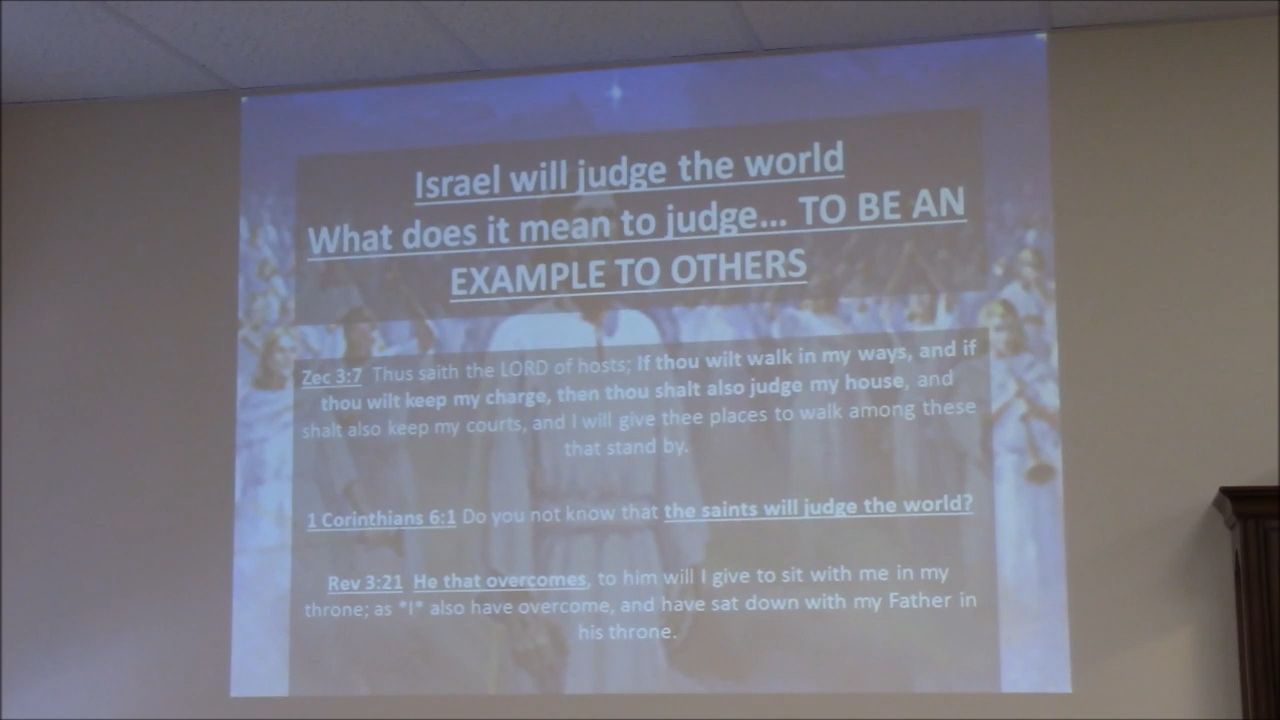 Israel will judge the world
What does it mean to judge... TO BE AN
EXAMPLE TO OTHERS
Zec 3:7 Thus saith the LORD of hosts; If thou wilt walk in my ways, and if
thou wilt keep my charge, then thou shalt also judge my house, and
shalt also keep my courts, and I will give thee places to walk among these
that stand by.
1 Corinthians 6:1 Do you not know that the saints will judge the world?
Rev 3:21 He that overcomes, to him will I give to sit with me in my
throne; as *I* also have overcome, and have sat down with my Father in
his throne.